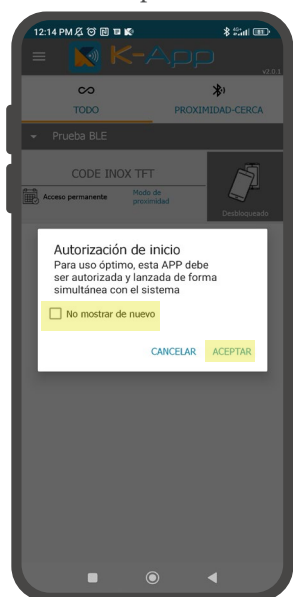 12:14 PM
K-App
v2.0.1
TODO
PROXIMIDAD-CERCA
Prueba BLE
CODE INOX TFT
Acceso permanente
Modo de
proximidad
Desbloqueado
Autorización de inicio
Para uso óptimo, esta APP debe
ser autorizada y lanzada de forma
simultánea con el sistema
No mostrar de nuevo
CANCELAR ACEPTAR